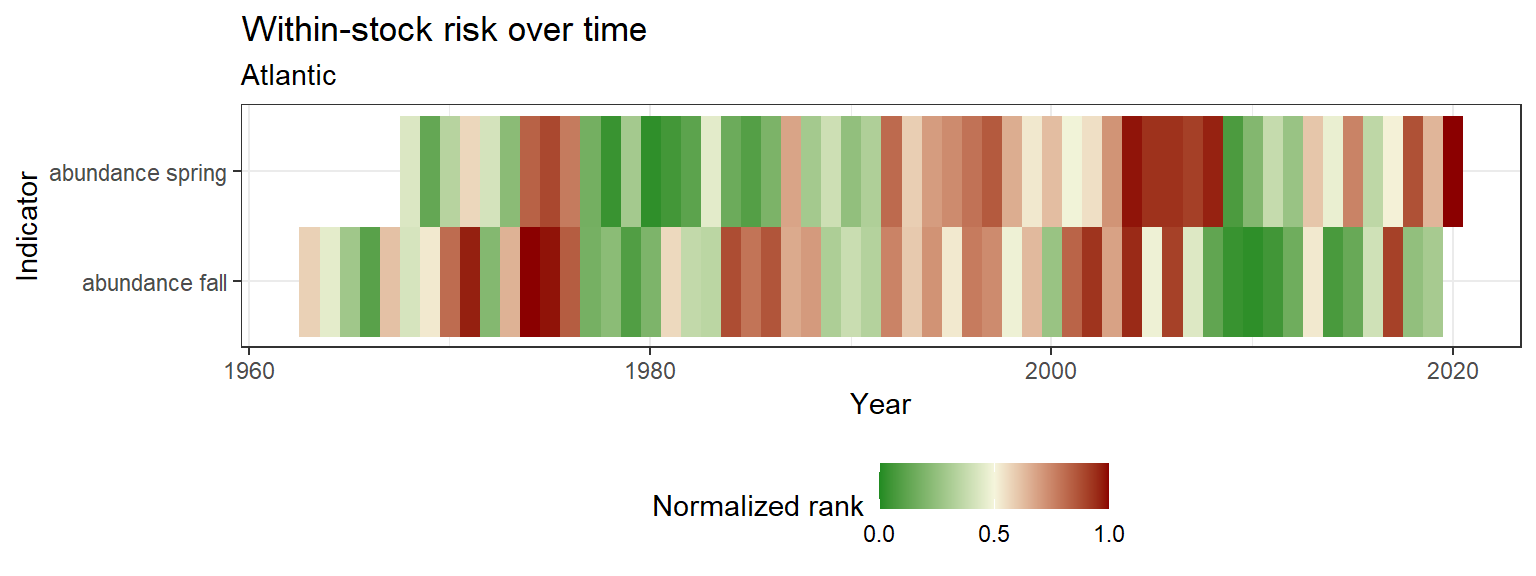 Within-stock risk over time
Atlantic
Indicator
abundance spring
abundance fall
1960 1980 2000 2020
Year
Normalized rank
0.0 0.5 1.0